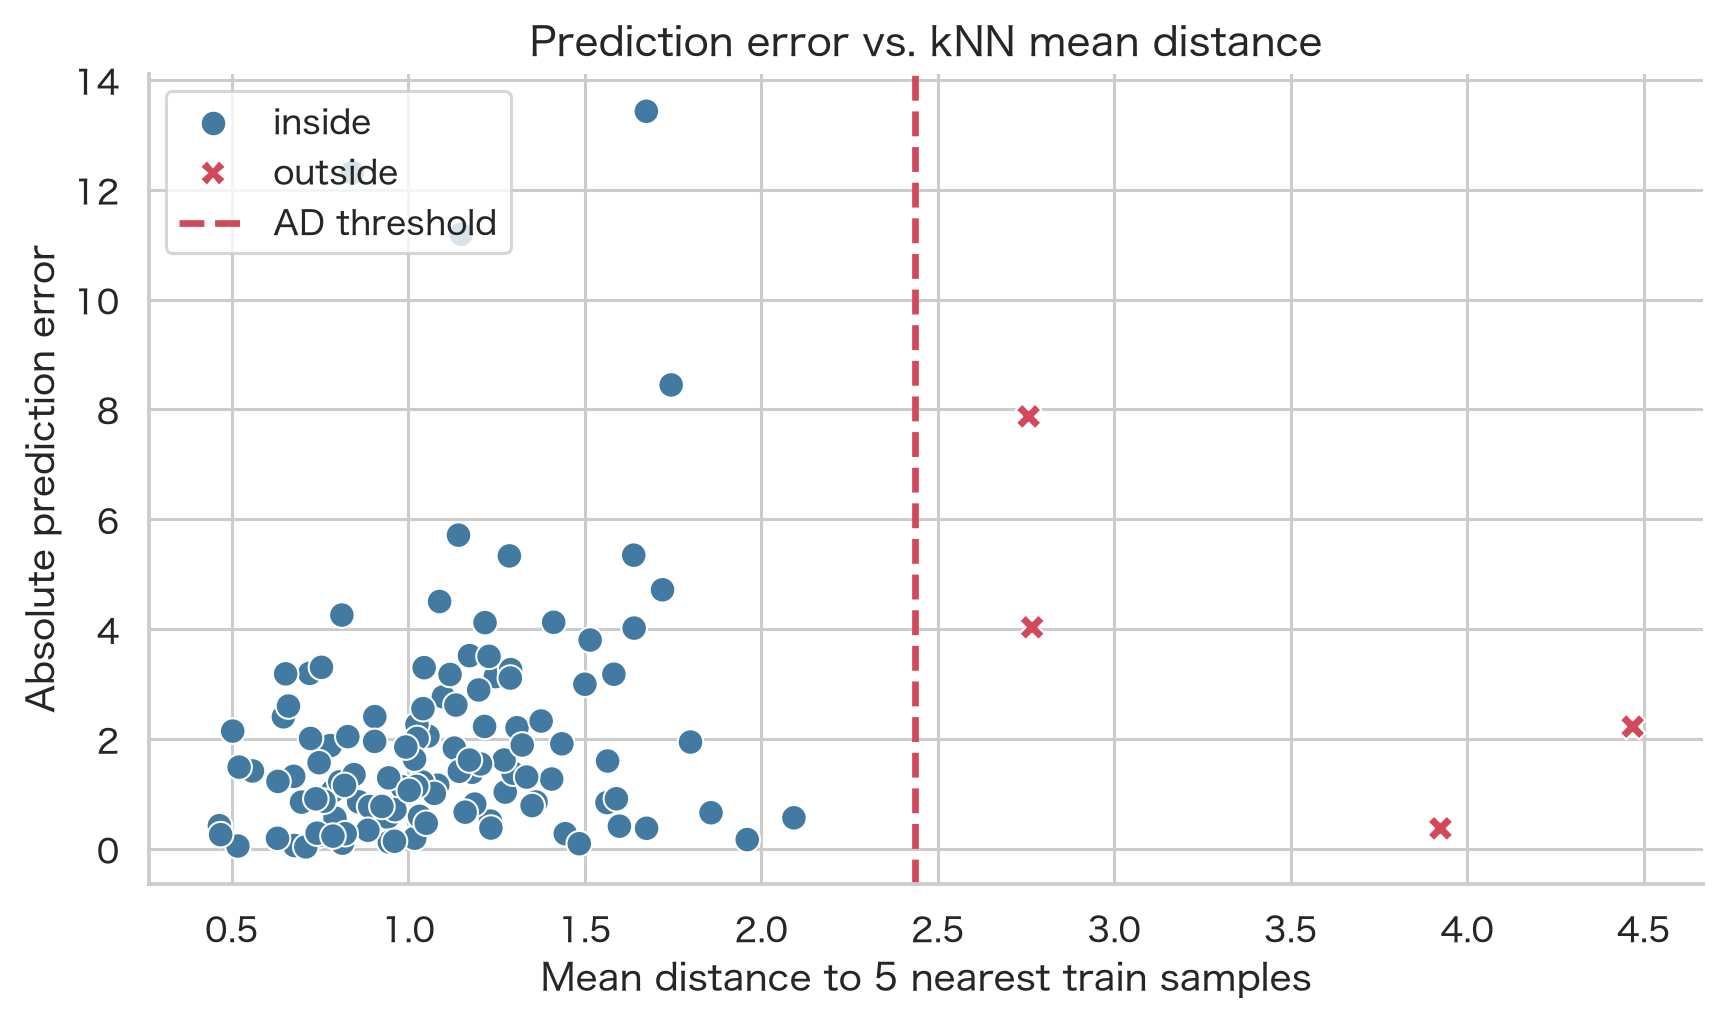 Prediction error vs. kNN mean distance
inside
outside
AD threshold
Absolute prediction error
14
12
10
8
6
4
2
0
0.5 1.0 1.5 2.0 2.5 3.0 3.5 4.0 4.5
Mean distance to 5 nearest train samples